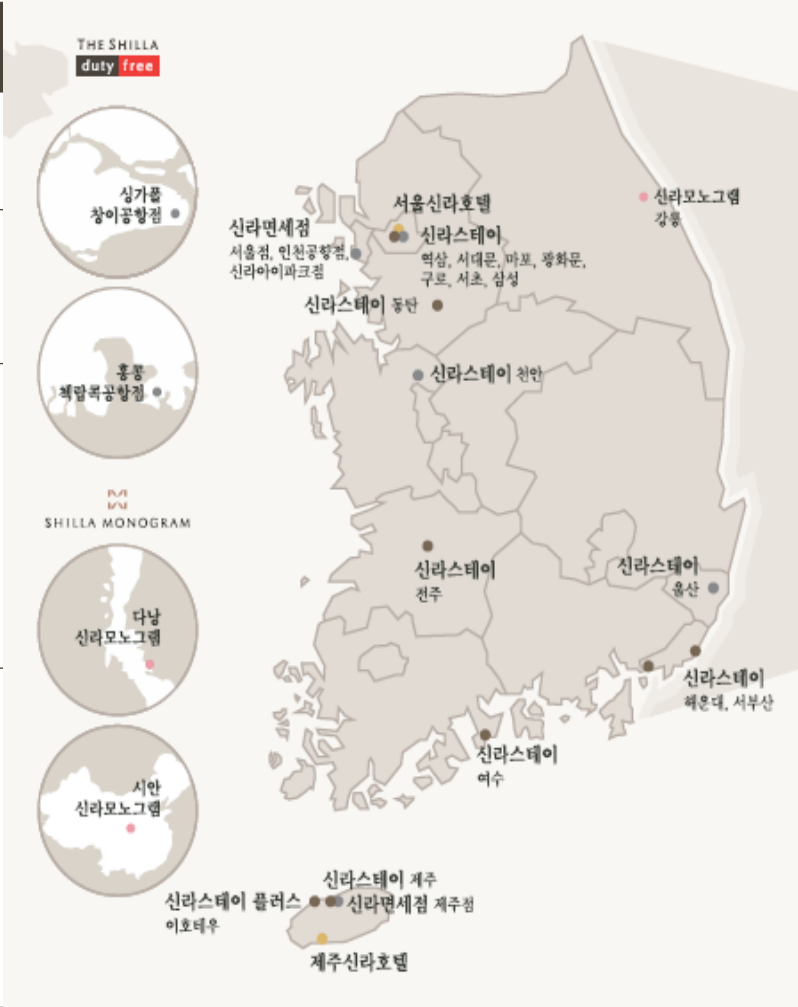 THE SHILLA
duty free
싱가폴
창이공항점
홍콩
첵랍콕공항점
SHILLA MONOGRAM
다낭
신라모노그램
시안
신라모노그램
서울신라호텔
신라모노그램
강릉
신라면세점
서울점, 인천공항점,
신라아이파크점
신라스테이
역삼, 서대문, 마포, 광화문,
구로, 서초, 삼성
신라스테이 동탄
신라스테이 천안
신라스테이
전주
신라스테이
울산
신라스테이
해운대, 서부산
신라스테이
여수
신라스테이 제주
신라스테이 플러스
이호테우
신라면세점 제주점
제주신라호텔